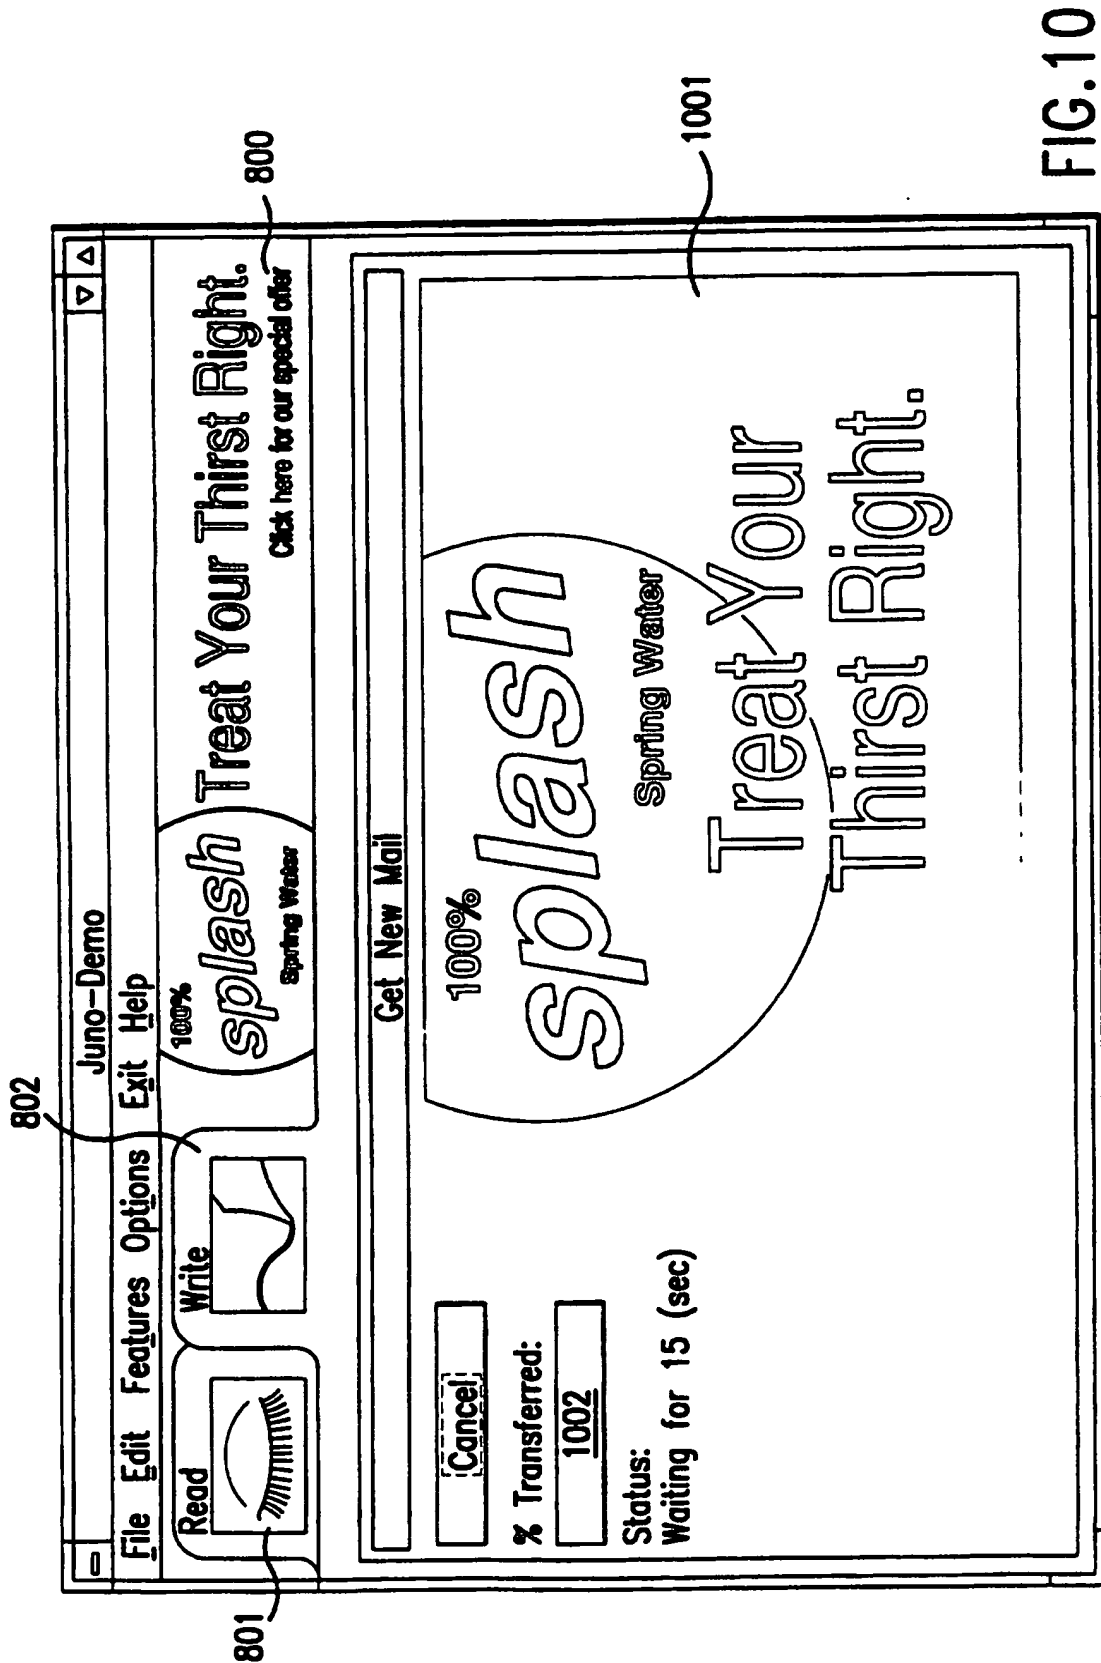 802
Juno-Demo
File Edit Features Options Exit Help
Read
Write
100%
splash
Spring Water
Treat Your Thirst Right.
Click here for our special offer
800
801
Get New Mail
Cancel
% Transferred:
1002
Status:
Waiting for 15 (sec)
100%
splash
Spring Water
Treat Your
Thirst Right.
1001
FIG.10